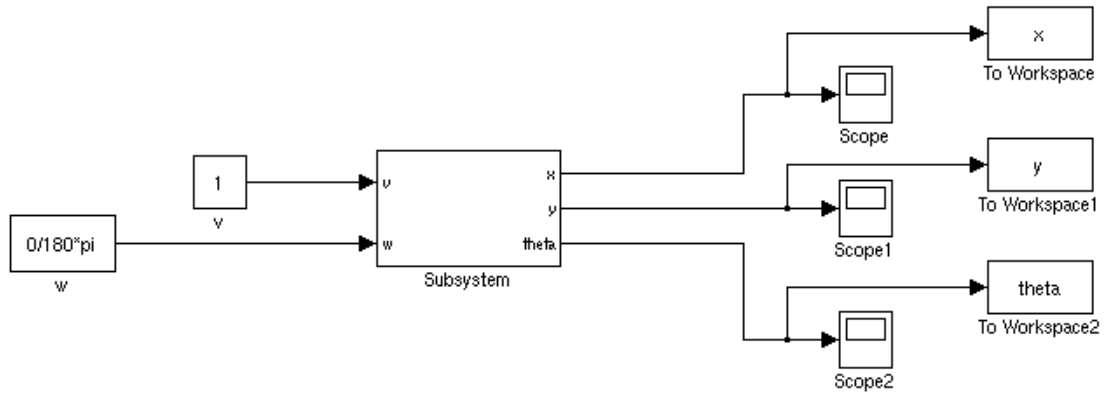 x
To Workspace
Scope
1
v
v
x
y
y
To Workspace1
0/180*pi
w
w
theta
Scope1
Subsystem
theta
To Workspace2
Scope2